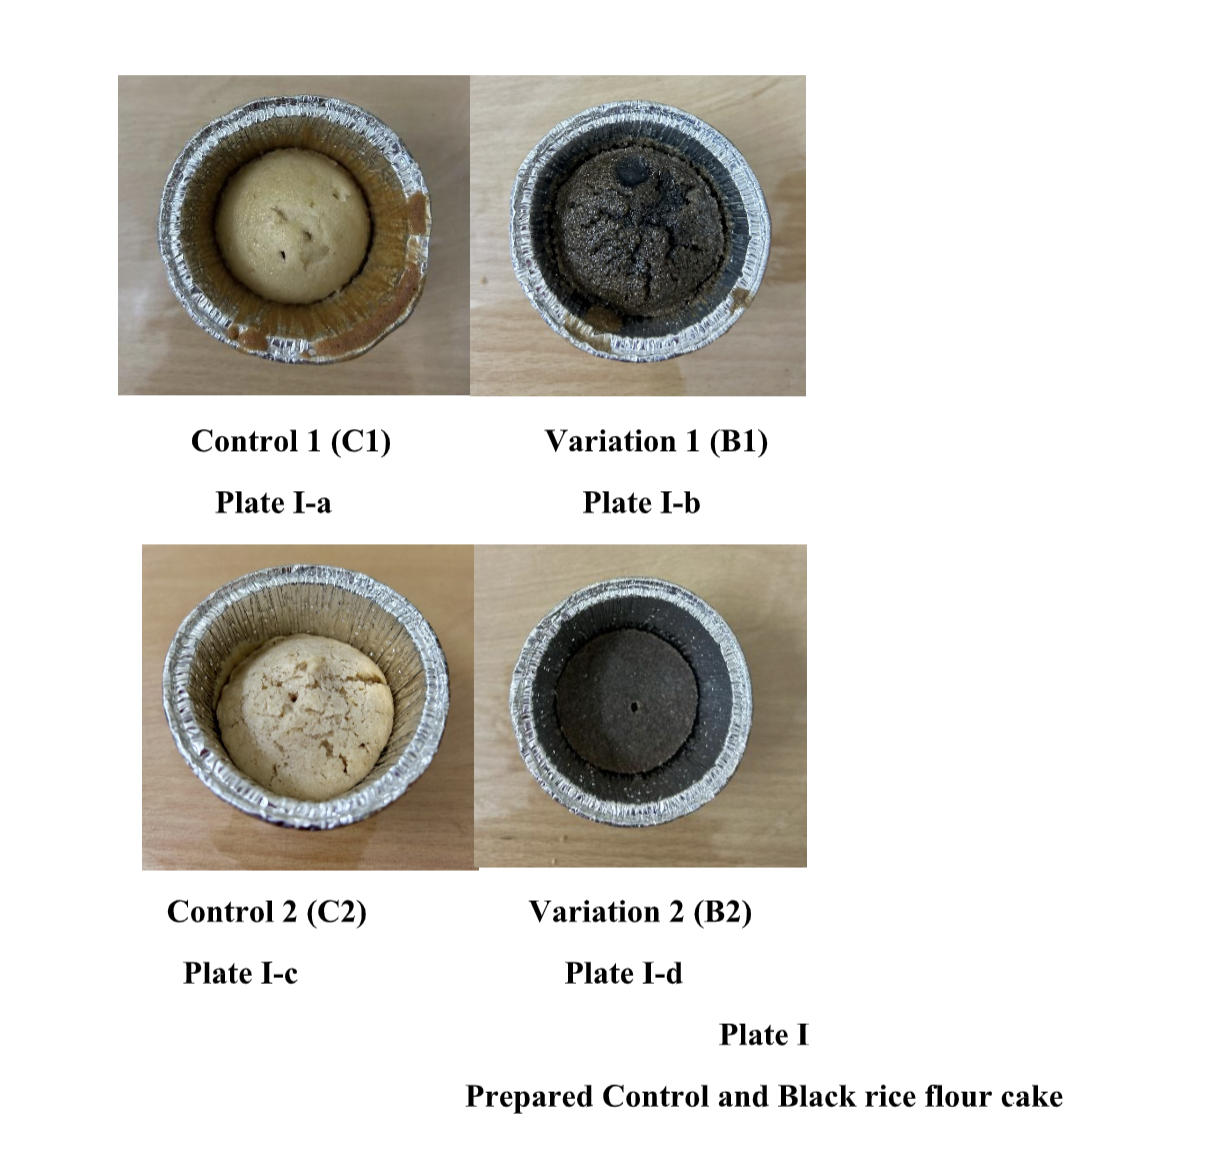 Control 1 (C1) Variation 1 (B1)
Plate I-a Plate I-b
Control 2 (C2) Variation 2 (B2)
Plate I-c Plate I-d
Plate I
Prepared Control and Black rice flour cake